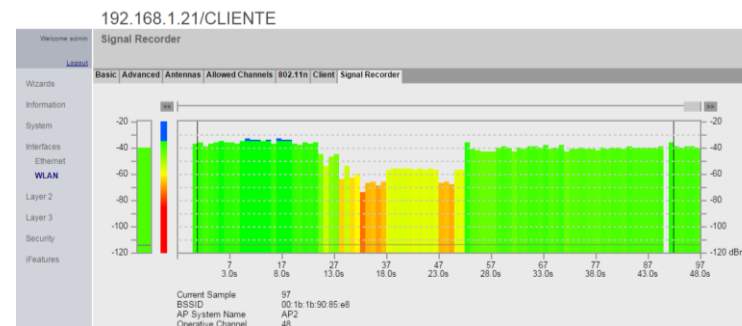 192.168.1.21/CLIENTE
Welcome admin
Signal Recorder
Logout
Basic Advanced Antennas Allowed Channels 802.11n Client Signal Recorder
Wizards
Information
System
Interfaces
Ethernet
WLAN
Layer 2
Layer 3
Security
iFeatures
<< >>
-20 -20
-40 -40
-60 -60
-80 -80
-100 -100
-120 -120 dBr
7 17 27 37 47 57 67 77 87 97
3.0s 8.0s 13.0s 18.0s 23.0s 28.0s 33.0s 38.0s 43.0s 48.0s
Current Sample 97
BSSID 00:1b:1b:90:85:e8
AP System Name AP2
Operative Channel 48